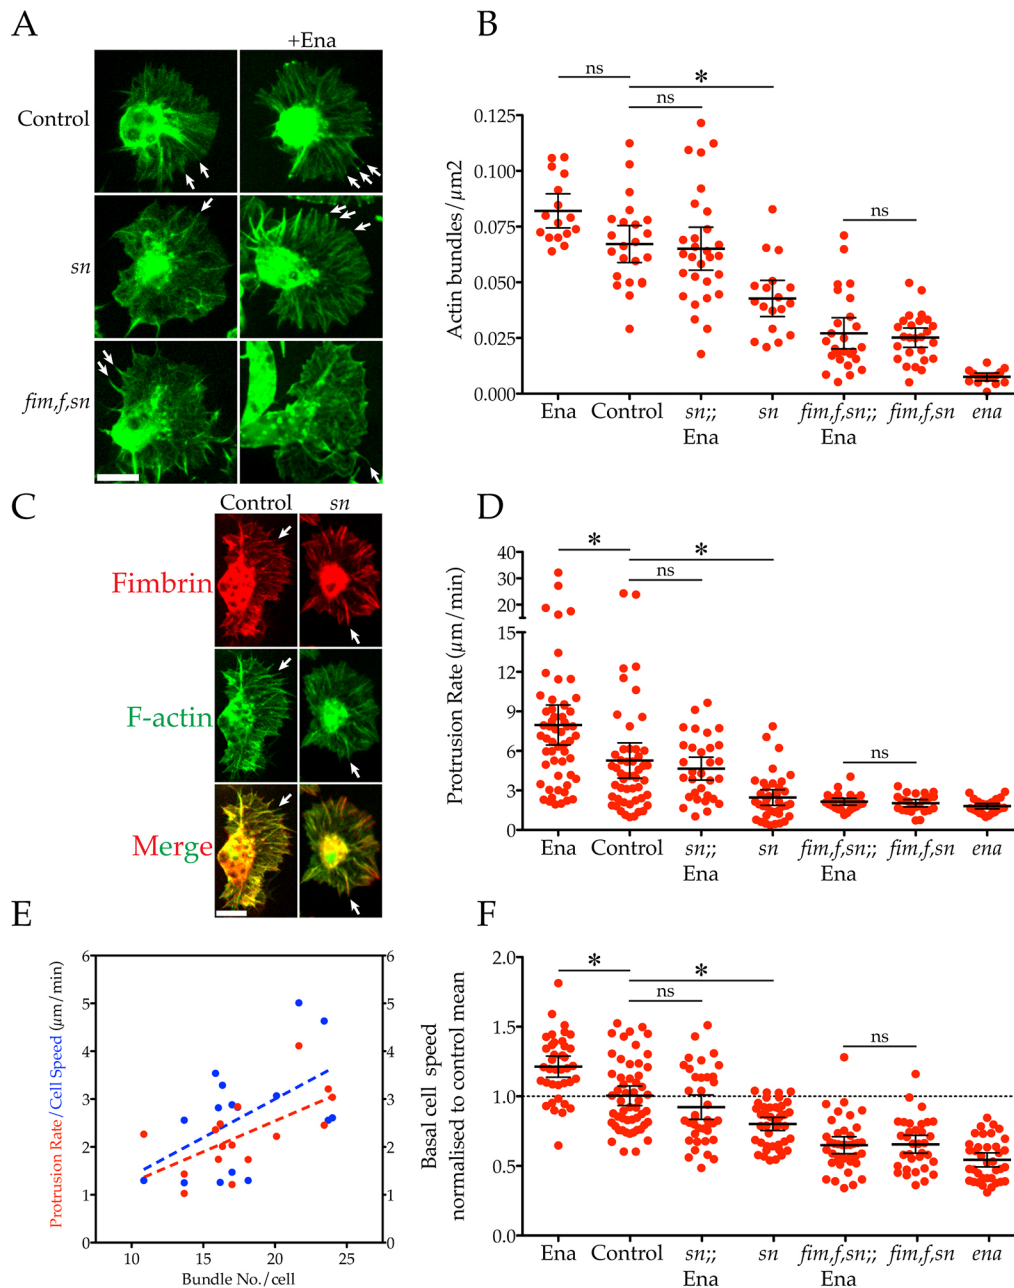 A
+Ena
Control
sn
fim,f,sn
B
ns
*
ns
ns
Actin bundles/μm2
0.125
0.100
0.075
0.050
0.025
0.000
Ena Control sn;; sn fim,f,sn;; fim,f,sn ena
Ena Ena
C
Control sn
Fimbrin
F-actin
Merge
D
*
*
ns
ns
Protrusion Rate (μm/min)
40
30
20
15
9
6
3
0
Ena Control sn;; sn fim,f,sn;; fim,f,sn ena
Ena Ena
E
Protrusion Rate/Cell Speed (μm/min)
6 6
5 5
4 4
3 3
2 2
1 1
0 0
10 15 20 25
Bundle No./cell
F
*
*
ns
ns
Basal cell speed
normalised to control mean
2.0
1.5
1.0
0.5
0.0
Ena Control sn;; sn fim,f,sn;; fim,f,sn ena
Ena Ena